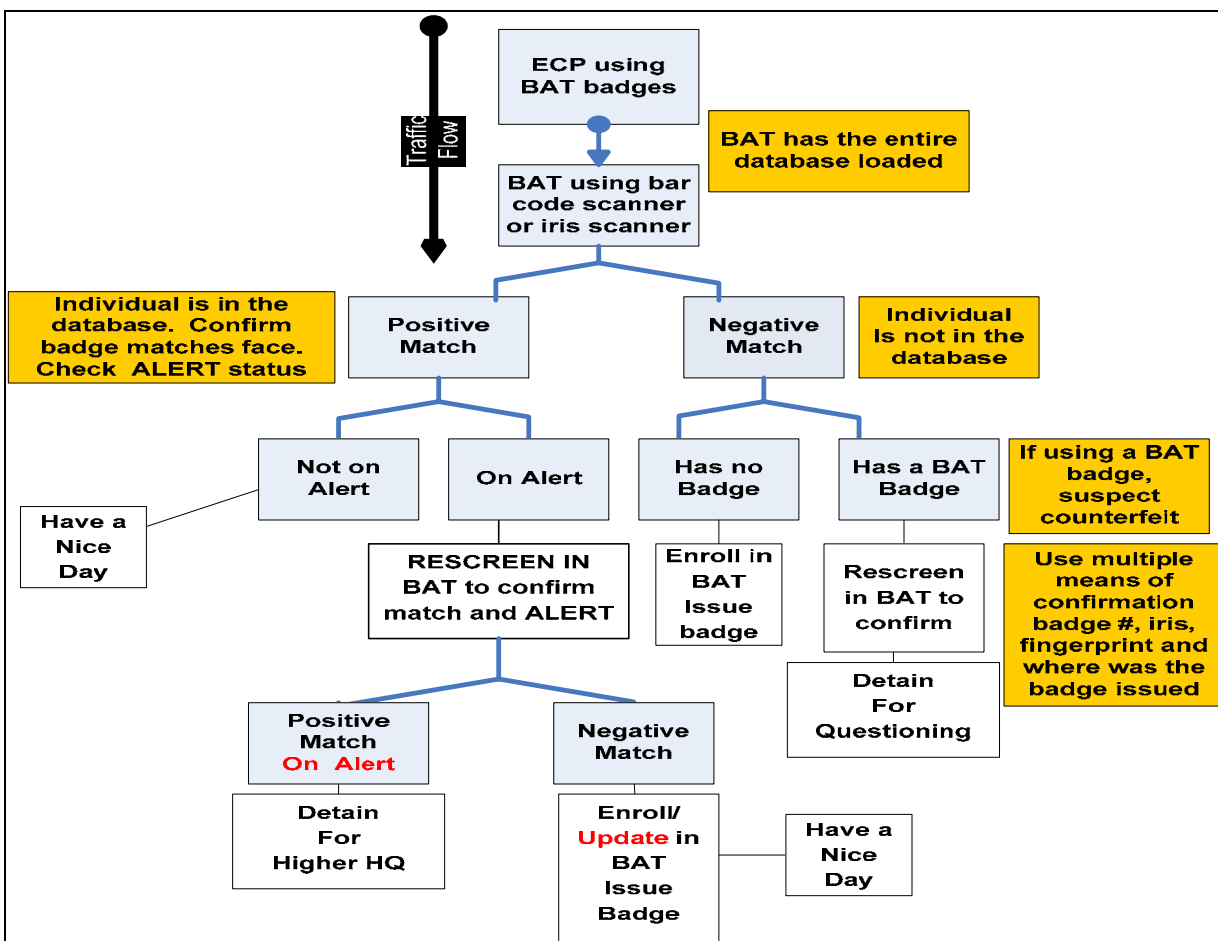 ECP using
BAT badges
Traffic
Flow
BAT has the entire
database loaded
BAT using bar
code scanner
or iris scanner
Individual is in the
database. Confirm
badge matches face.
Check ALERT status
Positive
Match
Negative
Match
Individual
Is not in the
database
Not on
Alert
On Alert
Has no
Badge
Has a BAT
Badge
If using a BAT
badge,
suspect
counterfeit
Have a
Nice
Day
RESCREEN IN
BAT to confirm
match and ALERT
Enroll in
BAT
Issue
badge
Rescreen
in BAT to
confirm
Use multiple
means of
confirmation
badge #, iris,
fingerprint and
where was the
badge issued
Detain
For
Questioning
Positive
Match
On Alert
Negative
Match
Detain
For
Higher HQ
Enroll/
Update in
BAT
Issue
Badge
Have a
Nice
Day